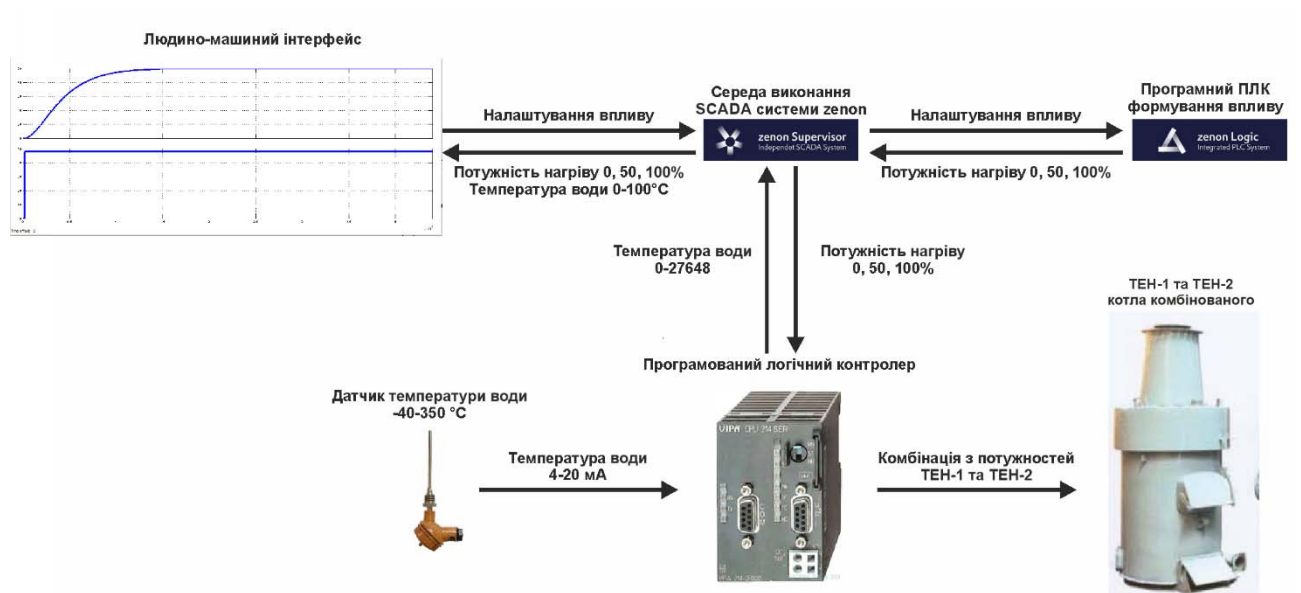 Людино-машиний інтерфейс
Середа виконання
SCADA системи zenon
Програмний ПЛК
формування впливу
Налаштування впливу
zenon Supervisor
Independet SCADA System
Налаштування впливу
zenon Logic
Integrated PLC System
Потужність нагріву 0, 50, 100%
Температура води 0-100°C
Потужність нагріву 0, 50, 100%
Температура води
0-27648
Потужність нагріву
0, 50, 100%
ТЕН-1 та ТЕН-2
котла комбінованого
Програмований логічний контролер
Датчик температури води
-40-350 °C
VIPA CPU 214 SER
Температура води
4-20 мА
Комбінація з потужностей
ТЕН-1 та ТЕН-2